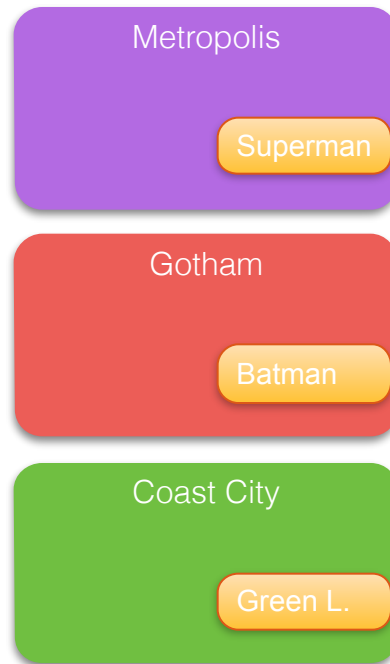 Metropolis
Superman
Gotham
Batman
Coast City
Green L.